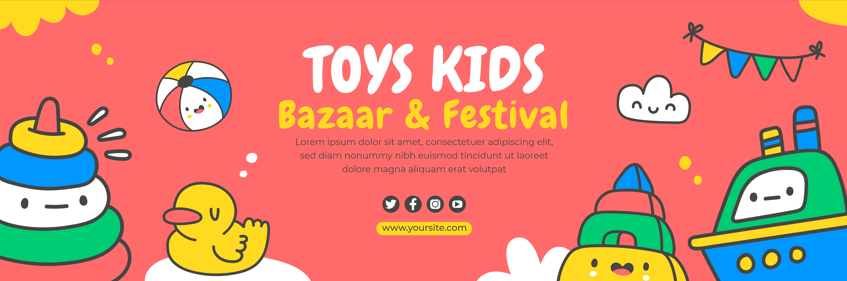 TOYS KIDS
Bazaar & Festival
Lorem ipsum dolor sit amet, consectetuer adipiscing elit,
sed diam nonummy nibh euismod tincidunt ut laoreet
dolore magna aliquam erat volutpat
www.yoursite.com